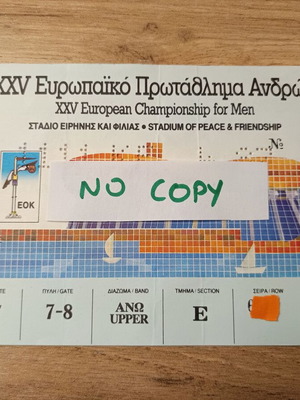 XXV Ευρωπαϊκό Πρωτάθλημα Ανδρώ
XXV European Championship for Men
ΣΤΑΔΙΟ ΕΙΡΗΝΗΣ ΚΑΙ ΦΙΛΙΑΣ • STADIUM OF PEACE & FRIENDSHIP
Nº
NO COPY
ΕΟΚ
ΠΥΛΗ/GATE
7-8
ΔΙΑΖΩΜΑ/BAND
ΑΝΩ
UPPER
ΤΜΗΜΑ/SECTION
E
ΣΕΙΡΑ/ROW